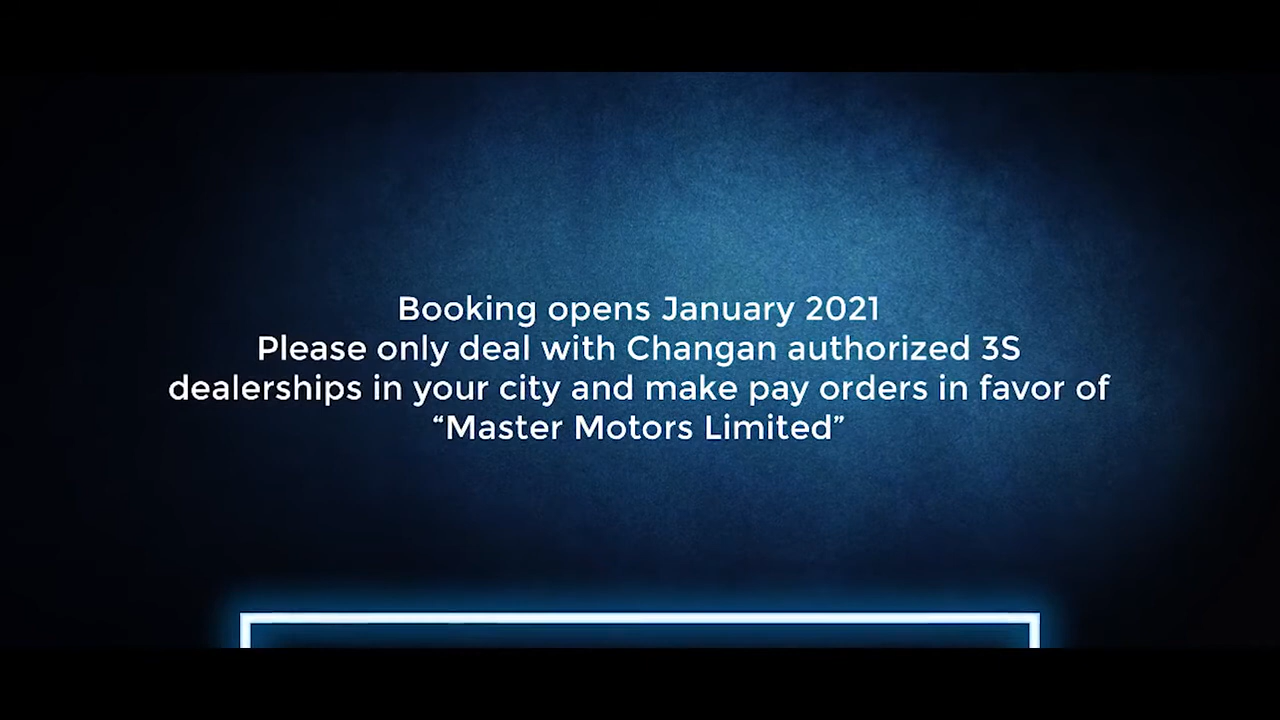 Booking opens January 2021
Please only deal with Changan authorized 3S
dealerships in your city and make pay orders in favor of
“Master Motors Limited”